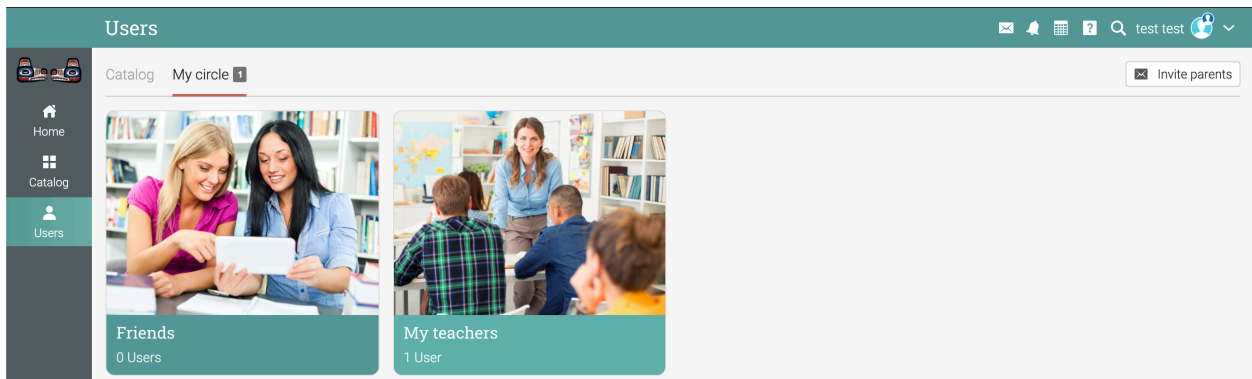 Users
? test test
Catalog My circle 1
Invite parents
Home
Catalog
Users
Friends
0 Users
My teachers
1 User